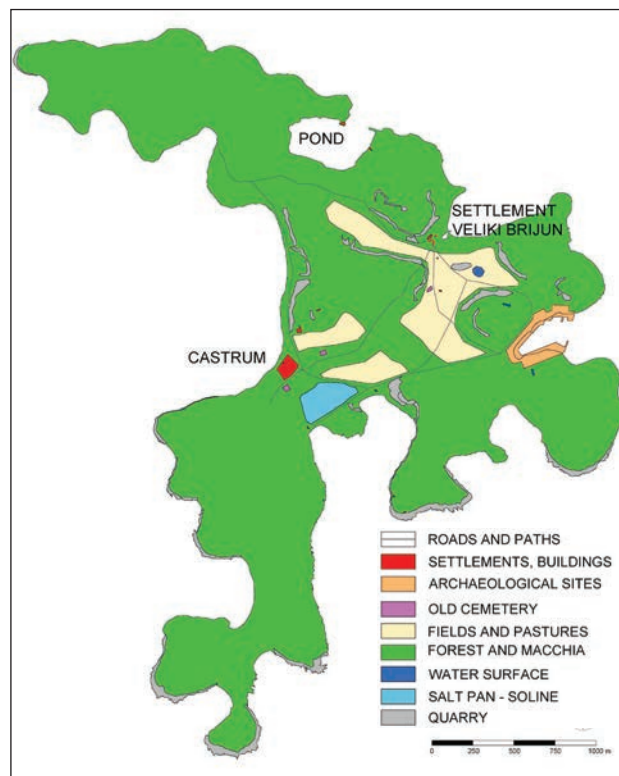 POND
SETTLEMENT
VELIKI BRIJUN
CASTRUM
ROADS AND PATHS
SETTLEMENTS, BUILDINGS
ARCHAEOLOGICAL SITES
OLD CEMETERY
FIELDS AND PASTURES
FOREST AND MACCHIA
WATER SURFACE
SALT PAN - SOLINE
QUARRY
0 250 500 750 1000 m